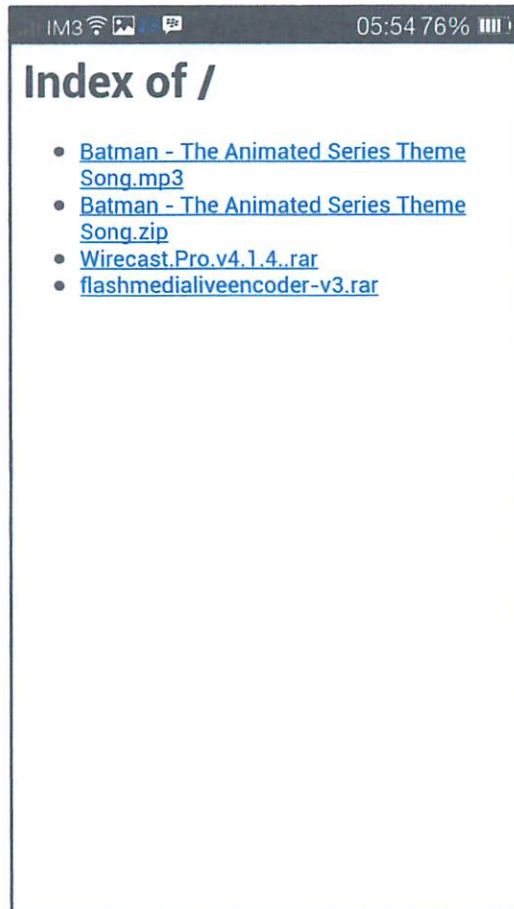 IM3 05:54 76%
Index of /
Batman - The Animated Series Theme
Song.mp3
Batman - The Animated Series Theme
Song.zip
Wirecast.Pro.v4.1.4..rar
flashmedialiveencoder-v3.rar